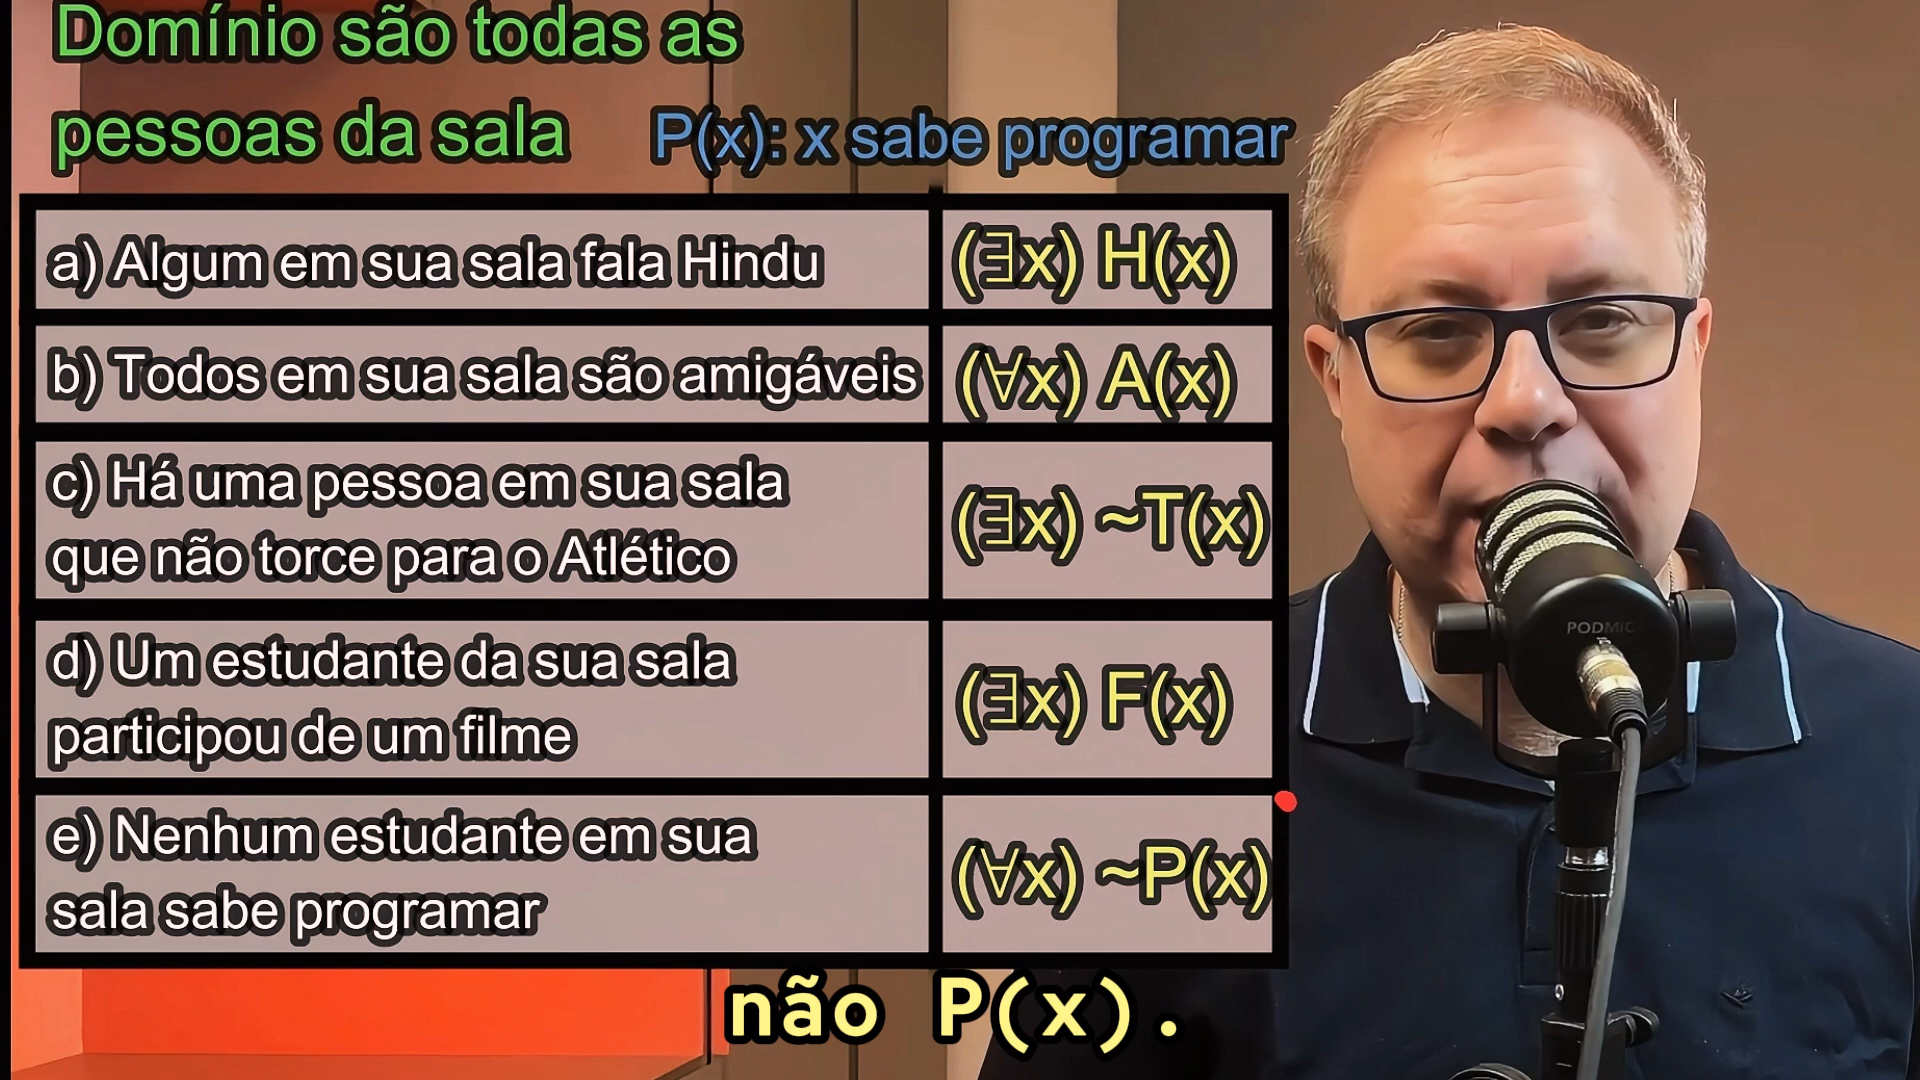 Domínio são todas as
pessoas da sala
P(x): x sabe programar
a) Algum em sua sala fala Hindu
(∃x) H(x)
b) Todos em sua sala são amigáveis
(∀x) A(x)
c) Há uma pessoa em sua sala
que não torce para o Atlético
(∃x) ~T(x)
d) Um estudante da sua sala
participou de um filme
(∃x) F(x)
e) Nenhum estudante em sua
sala sabe programar
(∀x) ~P(x)
não P(x).
PODMIC